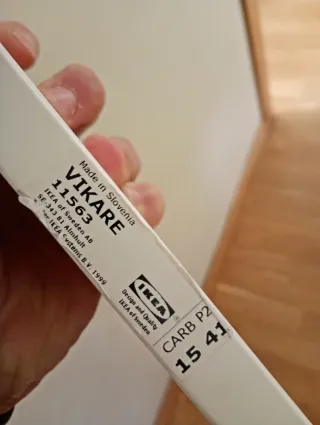 Made in Slovenia
VIKARE
11563
IKEA of Sweden AB
SE-343 81 Älmhult
Inter IKEA Systems B.V. 1999
IKEA
®
Design and Quality
IKEA of Sweden
CARB P2
15 41